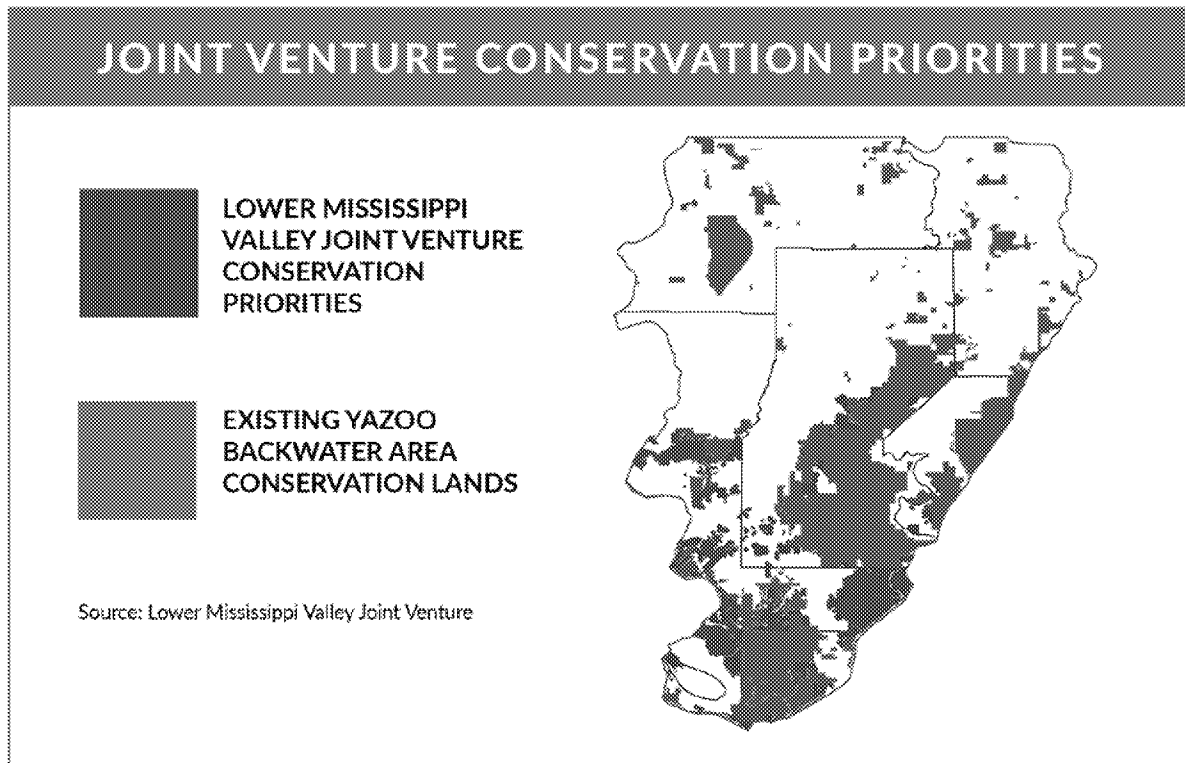 JOINT VENTURE CONSERVATION PRIORITIES
LOWER MISSISSIPPI
VALLEY JOINT VENTURE
CONSERVATION
PRIORITIES
EXISTING YAZOO
BACKWATER AREA
CONSERVATION LANDS
Source: Lower Mississippi Valley Joint Venture